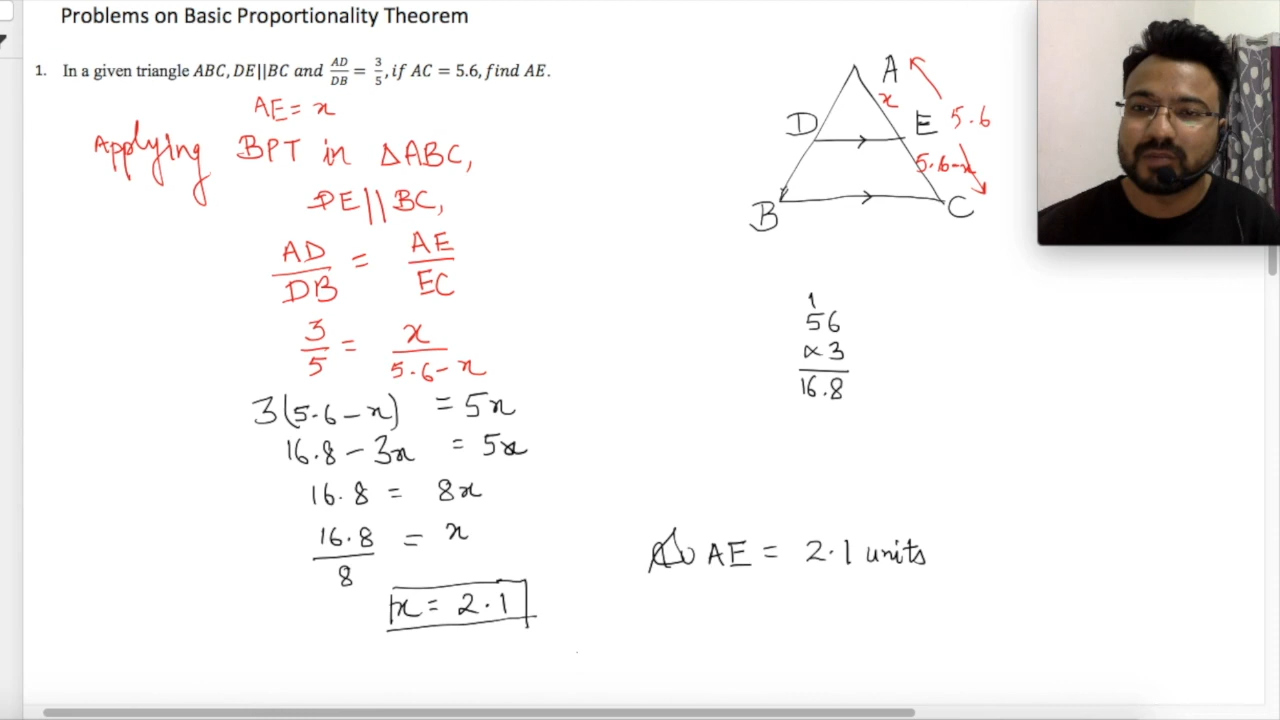 Problems on Basic Proportionality Theorem
1. In a given triangle ABC, DE||BC and AD/DB = 3/5, if AC = 5.6, find AE.
AE = x
Applying BPT in ΔABC,
DE||BC,
AD/DB = AE/EC
3/5 = x/5.6-x
3(5.6-x) = 5x
16.8 - 3x = 5x
16.8 = 8x
16.8/8 = x
x = 2.1
A
x
D
E
5.6
5.6-x
B
C
1
56
×3
16.8
AE = 2.1 units